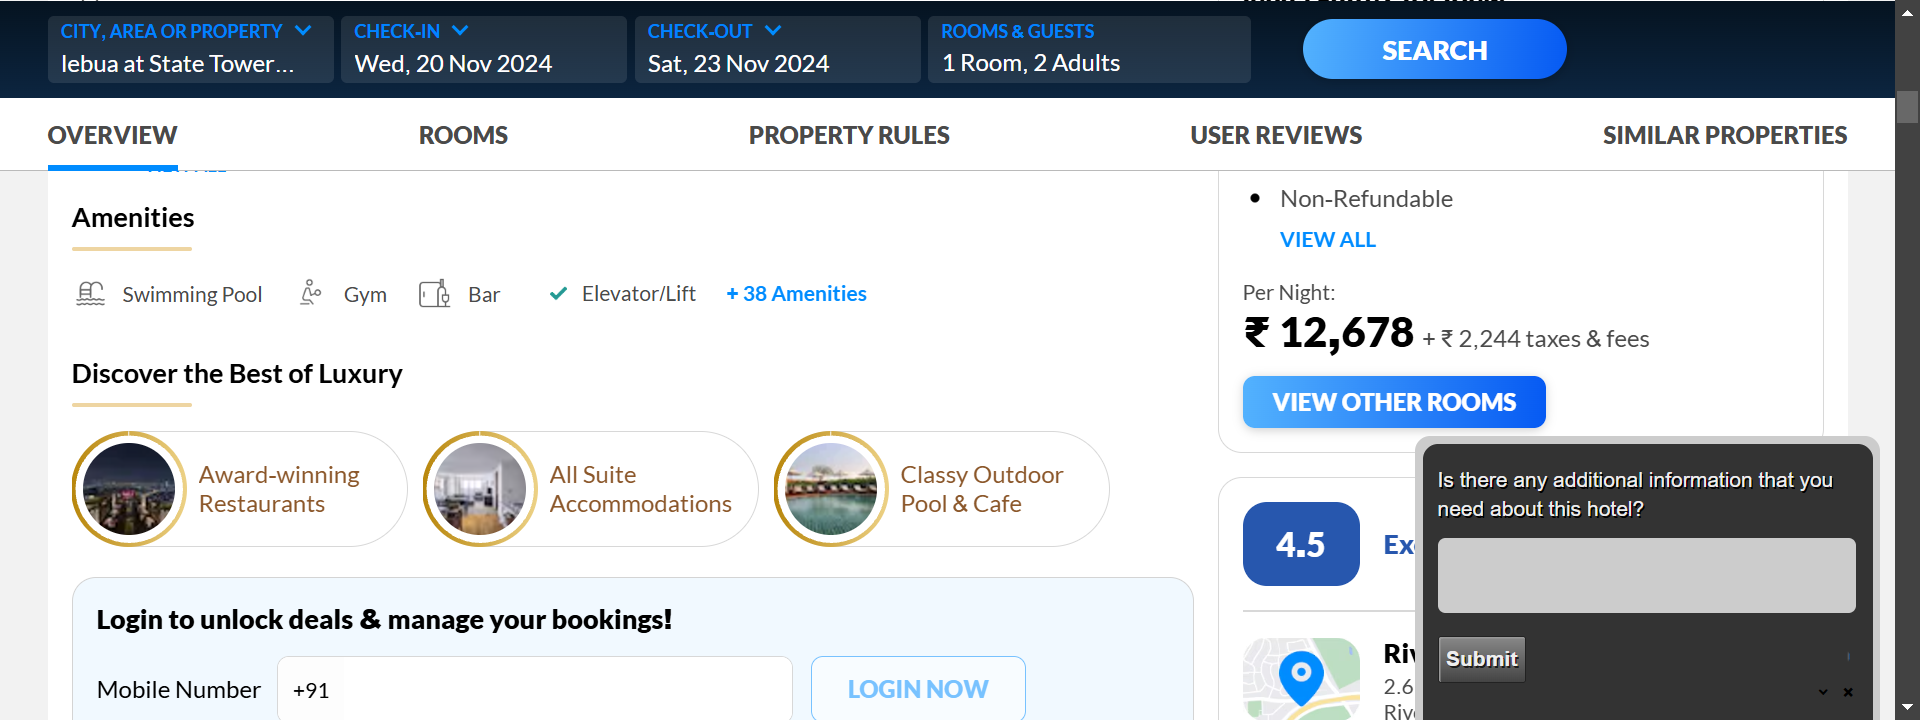 CITY, AREA OR PROPERTY
lebua at State Tower...
CHECK-IN
Wed, 20 Nov 2024
CHECK-OUT
Sat, 23 Nov 2024
ROOMS & GUESTS
1 Room, 2 Adults
SEARCH
OVERVIEW
ROOMS
PROPERTY RULES
USER REVIEWS
SIMILAR PROPERTIES
Amenities
Swimming Pool
Gym
Bar
Elevator/Lift
+ 38 Amenities
Discover the Best of Luxury
Award-winning
Restaurants
All Suite
Accommodations
Classy Outdoor
Pool & Cafe
Login to unlock deals & manage your bookings!
Mobile Number
+91
LOGIN NOW
Non-Refundable
VIEW ALL
Per Night:
₹ 12,678 + ₹ 2,244 taxes & fees
VIEW OTHER ROOMS
4.5
2.6
Is there any additional information that you
need about this hotel?
Submit